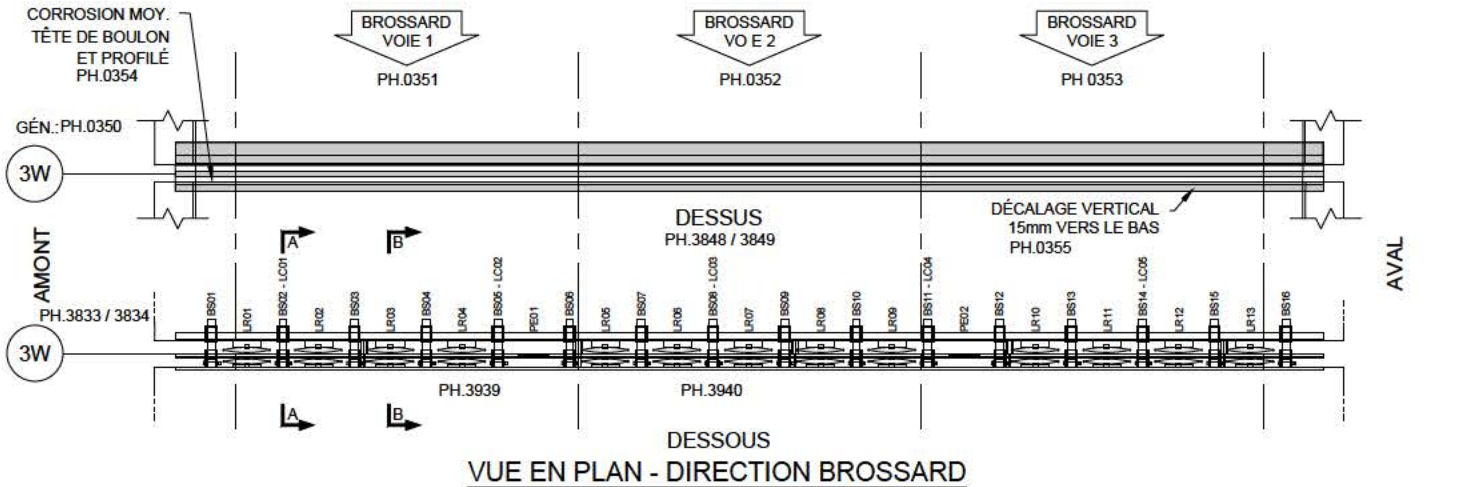 CORROSION MOY.
TÊTE DE BOULON
ET PROFILÉ
PH.0354
BROSSARD
VOIE 1
PH.0351
BROSSARD
VO E 2
PH.0352
BROSSARD
VOIE 3
PH 0353
GÉN.: PH.0350
3W
DESSUS
PH.3848 / 3849
DÉCALAGE VERTICAL
15mm VERS LE BAS
PH.0355
A
B
AMONT
AVAL
PH.3833 / 3834
3W
BS01
LR01
BS02 - LC01
LR02
BS03
LR03
BS04
LR04
BS05 - LC02
PE01
BS06
LR05
BS07
LR06
BS08 - LC03
LR07
BS09
LR08
BS10
LR09
BS11 - LC04
PE02
BS12
LR10
BS13
LR11
BS14 - LC05
LR12
BS15
LR13
BS16
PH.3939
PH.3940
A
B
DESSOUS
VUE EN PLAN - DIRECTION BROSSARD